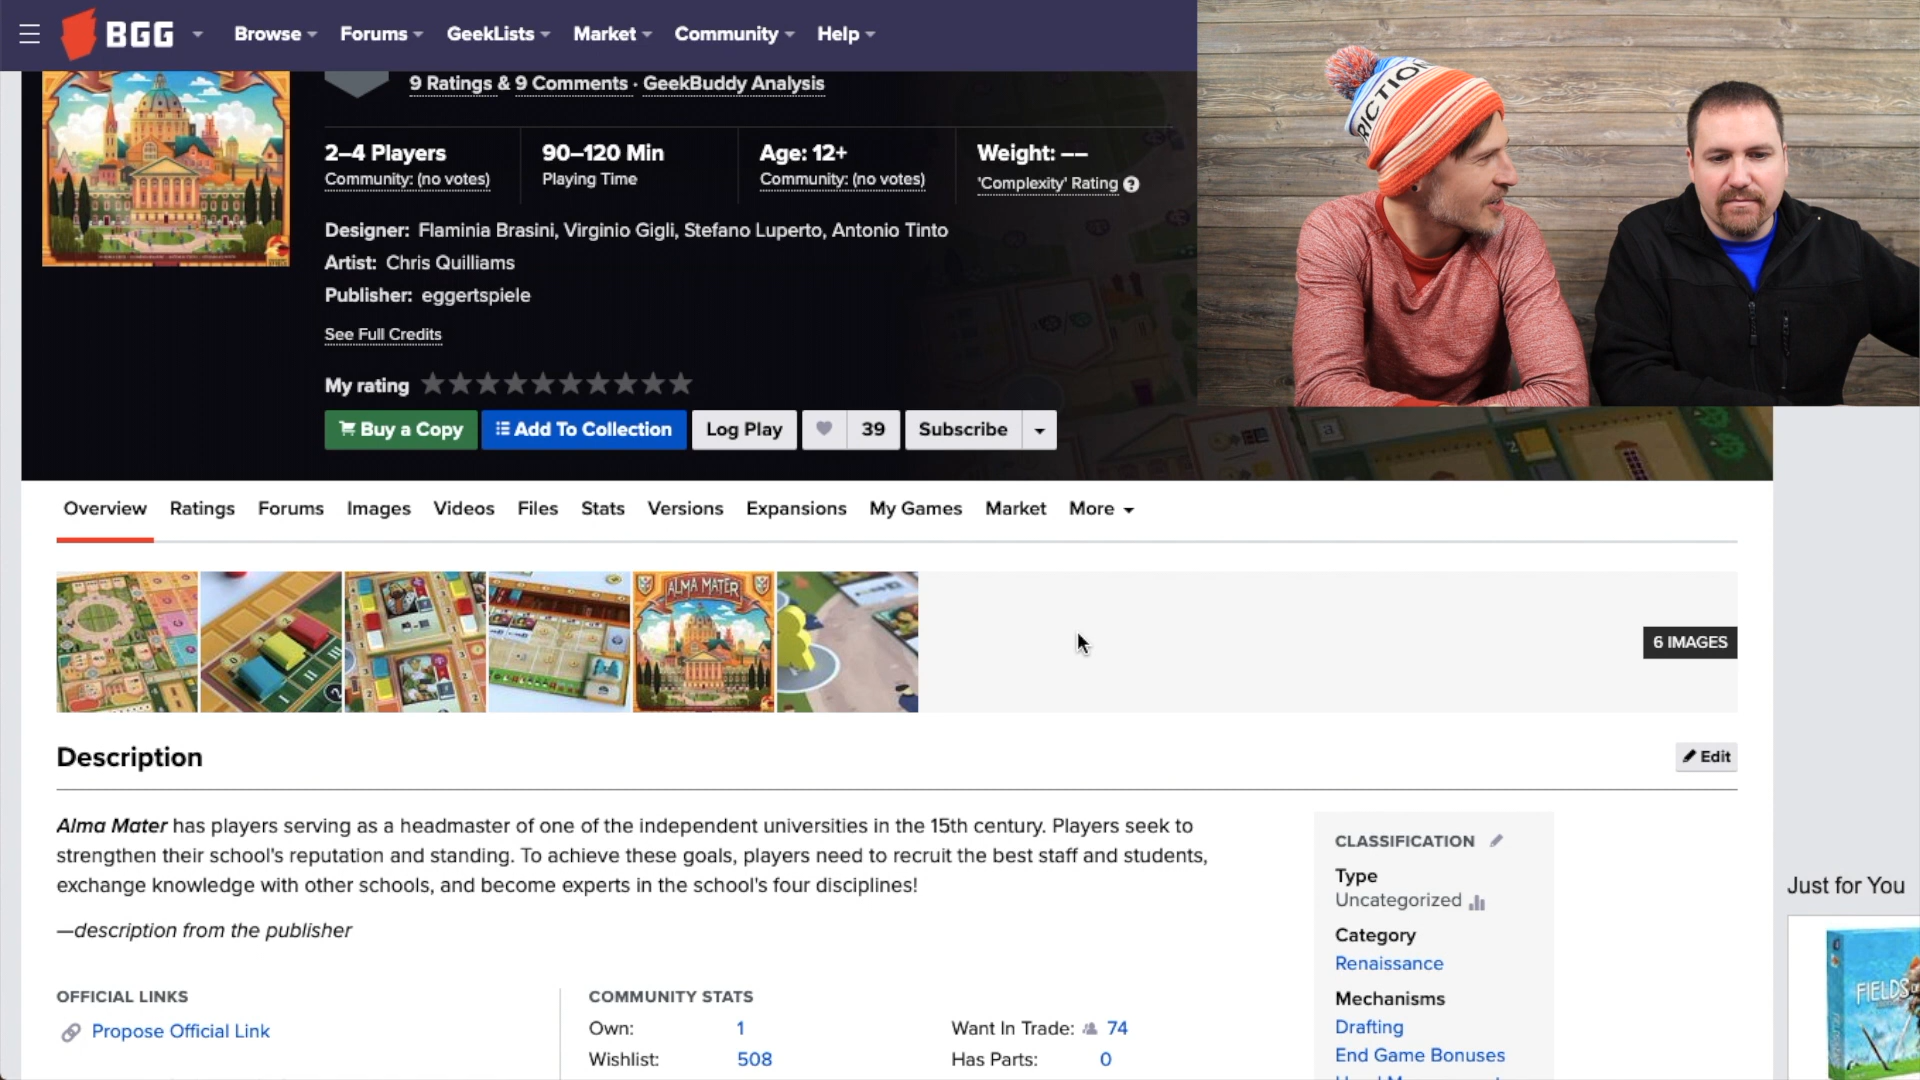 BGG
Browse
Forums
GeekLists
Market
Community
Help
9 Ratings & 9 Comments · GeekBuddy Analysis
2–4 Players
Community: (no votes)
90–120 Min
Playing Time
Age: 12+
Community: (no votes)
Weight: ––
'Complexity' Rating ?
Designer: Flaminia Brasini, Virginio Gigli, Stefano Luperto, Antonio Tinto
Artist: Chris Quilliams
Publisher: eggertspiele
See Full Credits
My rating
Buy a Copy
Add To Collection
Log Play
39
Subscribe
RICTION
Overview
Ratings
Forums
Images
Videos
Files
Stats
Versions
Expansions
My Games
Market
More
ALMA MATER
6 IMAGES
Description
Edit
Alma Mater has players serving as a headmaster of one of the independent universities in the 15th century. Players seek to
strengthen their school's reputation and standing. To achieve these goals, players need to recruit the best staff and students,
exchange knowledge with other schools, and become experts in the school's four disciplines!
—description from the publisher
OFFICIAL LINKS
Propose Official Link
COMMUNITY STATS
Own: 1
Wishlist: 508
Want In Trade: 74
Has Parts: 0
CLASSIFICATION
Type
Uncategorized
Category
Renaissance
Mechanisms
Drafting
End Game Bonuses
Just for You
FIELDS